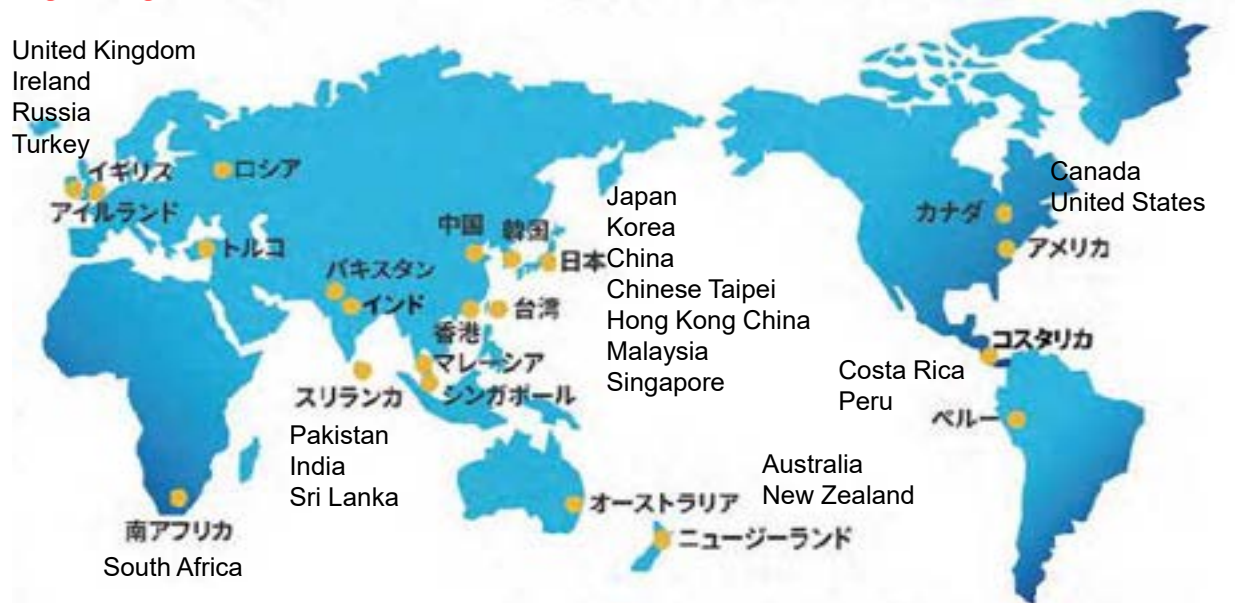 United Kingdom
Ireland
Russia
Turkey
イギリス
アイルランド
ロシア
トルコ
中国
韓国
日本
パキスタン
インド
台湾
香港
マレーシア
シンガポール
スリランカ
Japan
Korea
China
Chinese Taipei
Hong Kong China
Malaysia
Singapore
Pakistan
India
Sri Lanka
南アフリカ
South Africa
オーストラリア
ニュージーランド
Australia
New Zealand
カナダ
アメリカ
Canada
United States
コスタリカ
ペルー
Costa Rica
Peru